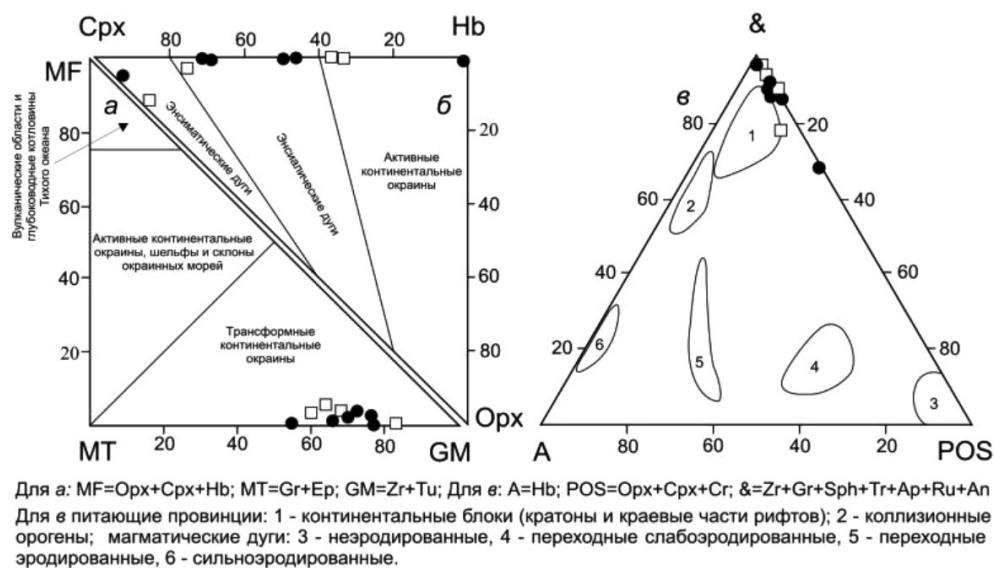 Cpx
Hb
&
80 60 40 20
MF
а
б
в
Вулканические области и
глубоководные котловины
Тихого океана
Энсиматические дуги
Энсиалические дуги
Активные
континентальные
окраины
80
60
40
20
20
40
60
80
Активные континентальные
окраины, шельфы и склоны
окраинных морей
Трансформные
континентальные
окраины
Opx
MT
20 40 60 80
GM
80
60
40
20
20
40
60
80
1
2
3
4
5
6
A
80 60 40 20
POS
Для а: MF=Opx+Cpx+Hb; MT=Gr+Ep; GM=Zr+Tu; Для в: A=Hb; POS=Opx+Cpx+Cr; &=Zr+Gr+Sph+Tr+Ap+Ru+An
Для в питающие провинции: 1 - континентальные блоки (кратоны и краевые части рифтов); 2 - коллизионные
орогены; магматические дуги: 3 - неэродированные, 4 - переходные слабоэродированные, 5 - переходные
эродированные, 6 - сильноэродированные.